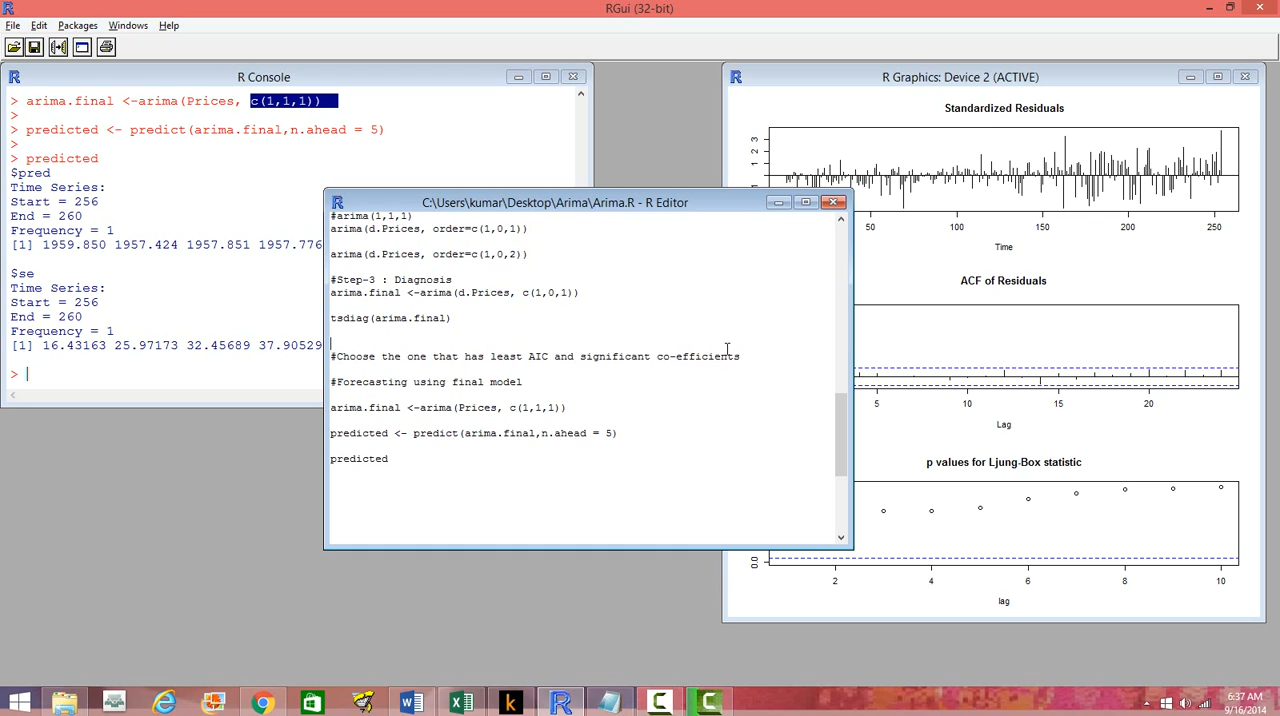 RGui (32-bit)
File Edit Packages Windows Help
R Console
> arima.final <-arima(Prices, c(1,1,1))
>
> predicted <- predict(arima.final,n.ahead = 5)
>
> predicted
$pred
Time Series:
Start = 256
End = 260
Frequency = 1
[1] 1959.850 1957.424 1957.851 1957.776
$se
Time Series:
Start = 256
End = 260
Frequency = 1
[1] 16.43163 25.97173 32.45689 37.90529
>
C:\Users\kumar\Desktop\Arima\Arima.R - R Editor
#arima(1,1,1)
arima(d.Prices, order=c(1,0,1))
arima(d.Prices, order=c(1,0,2))
#Step-3 : Diagnosis
arima.final <-arima(d.Prices, c(1,0,1))
tsdiag(arima.final)
#Choose the one that has least AIC and significant co-efficients
#Forecasting using final model
arima.final <-arima(Prices, c(1,1,1))
predicted <- predict(arima.final,n.ahead = 5)
predicted
R Graphics: Device 2 (ACTIVE)
Standardized Residuals
3
2
1
50 100 150 200 250
Time
ACF of Residuals
5 10 15 20
Lag
p values for Ljung-Box statistic
0.0
2 4 6 8 10
lag
6:37 AM
9/16/2014